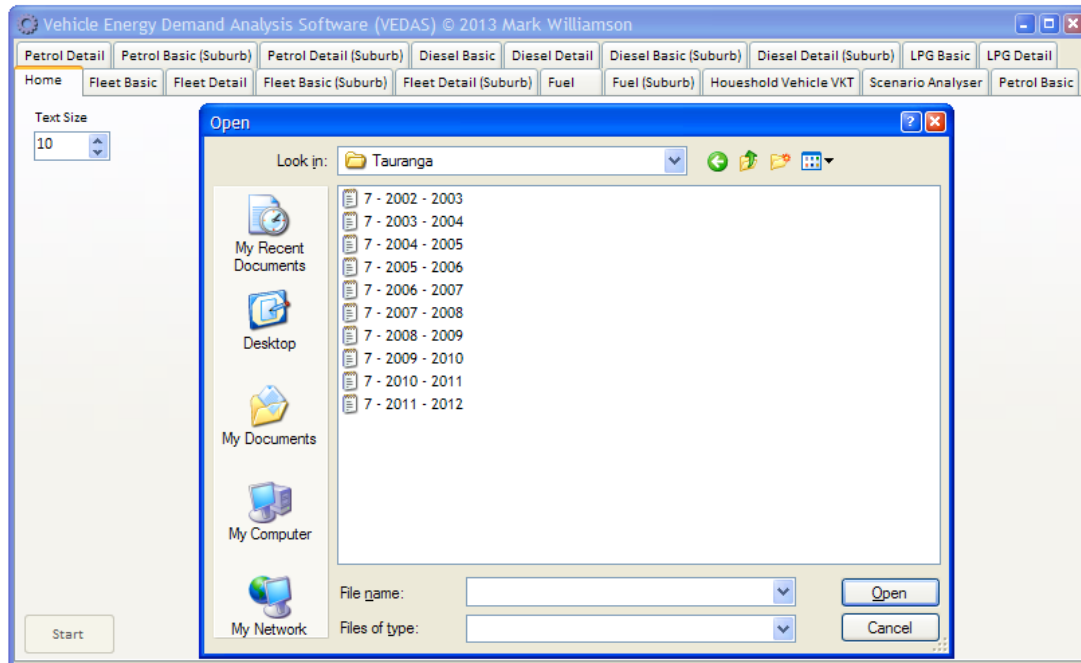 Vehicle Energy Demand Analysis Software (VEDAS) © 2013 Mark Williamson
Petrol Detail Petrol Basic (Suburb) Petrol Detail (Suburb) Diesel Basic Diesel Detail Diesel Basic (Suburb) Diesel Detail (Suburb) LPG Basic LPG Detail
Home Fleet Basic Fleet Detail Fleet Basic (Suburb) Fleet Detail (Suburb) Fuel Fuel (Suburb) Houeshold Vehicle VKT Scenario Analyser Petrol Basic
Text Size
10
Open
Look in: Tauranga
7 - 2002 - 2003
7 - 2003 - 2004
7 - 2004 - 2005
7 - 2005 - 2006
7 - 2006 - 2007
7 - 2007 - 2008
7 - 2008 - 2009
7 - 2009 - 2010
7 - 2010 - 2011
7 - 2011 - 2012
My Recent
Documents
Desktop
My Documents
My Computer
My Network
File name:
Open
Files of type:
Cancel
Start